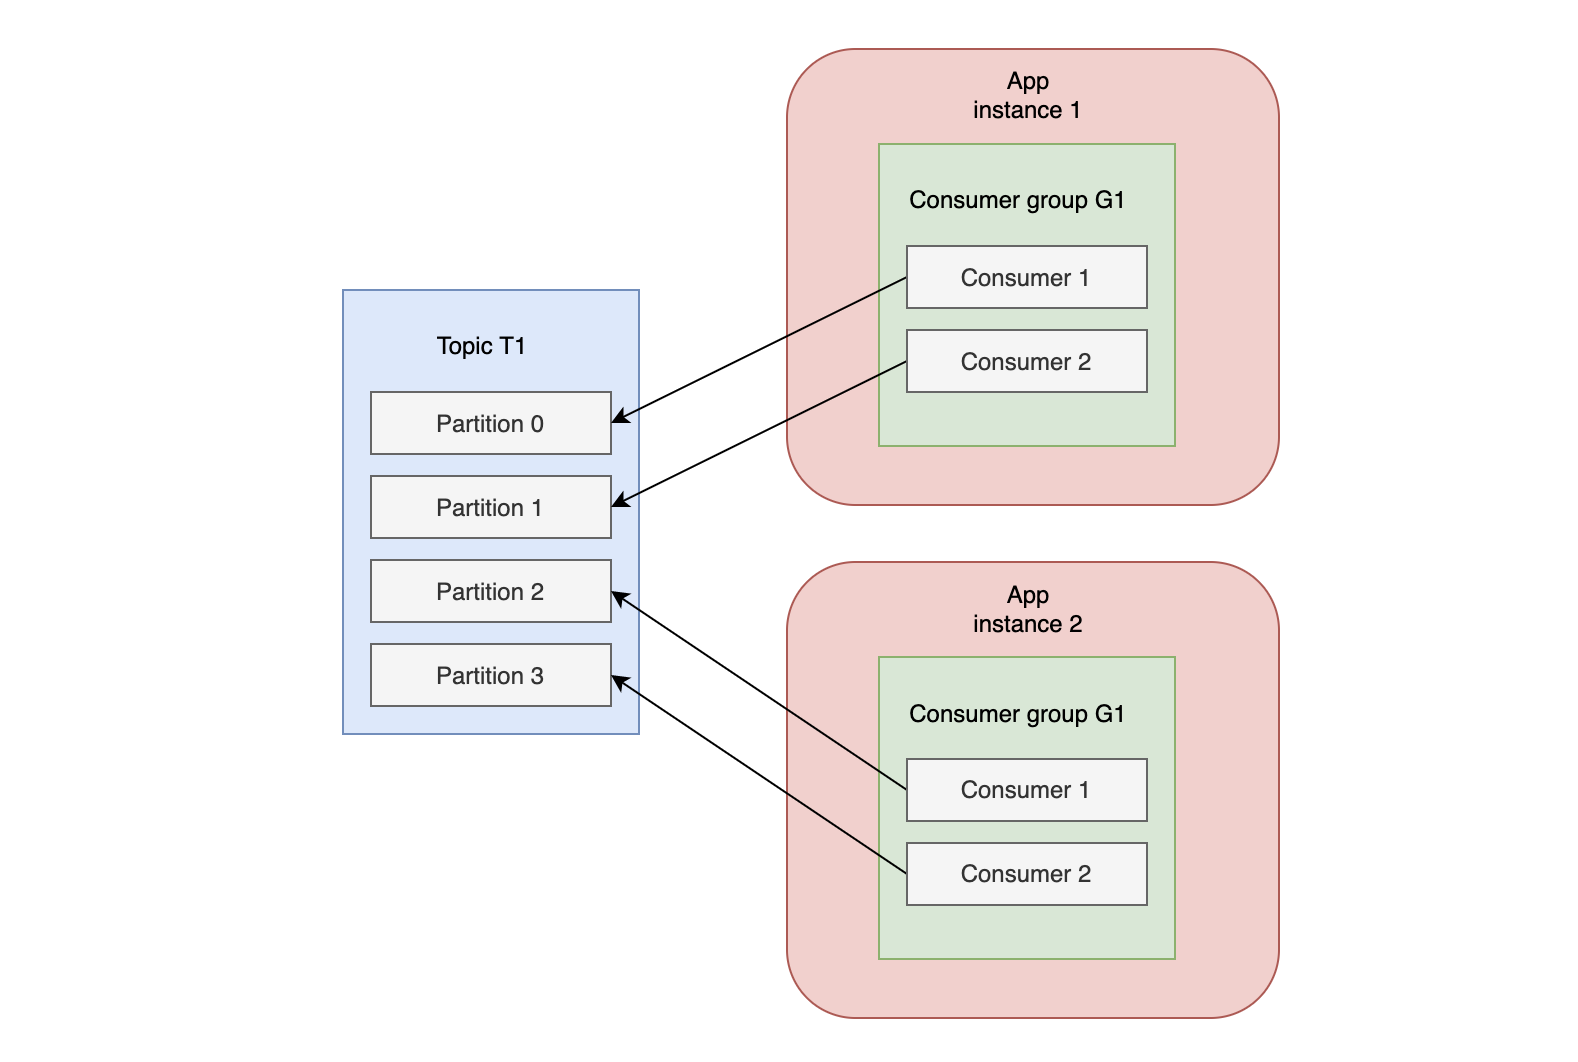 Topic T1
Partition 0
Partition 1
Partition 2
Partition 3
App
instance 1
Consumer group G1
Consumer 1
Consumer 2
App
instance 2
Consumer group G1
Consumer 1
Consumer 2